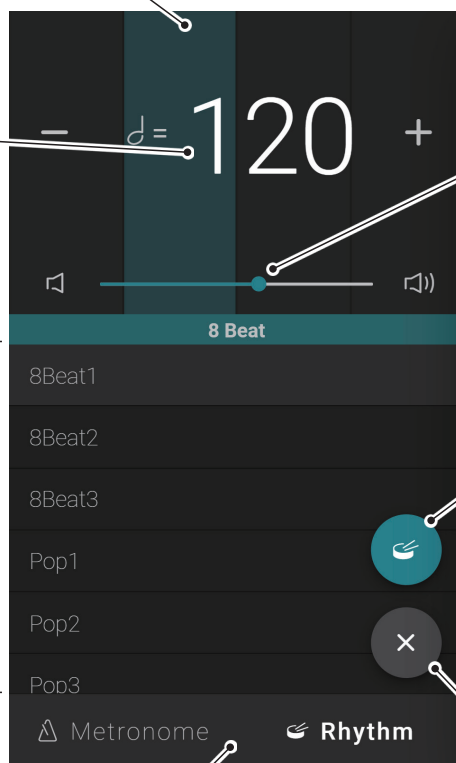 − 𝅗𝅥 = 120 +
8 Beat
8Beat1
8Beat2
8Beat3
Pop1
Pop2
Pop3
Metronome Rhythm